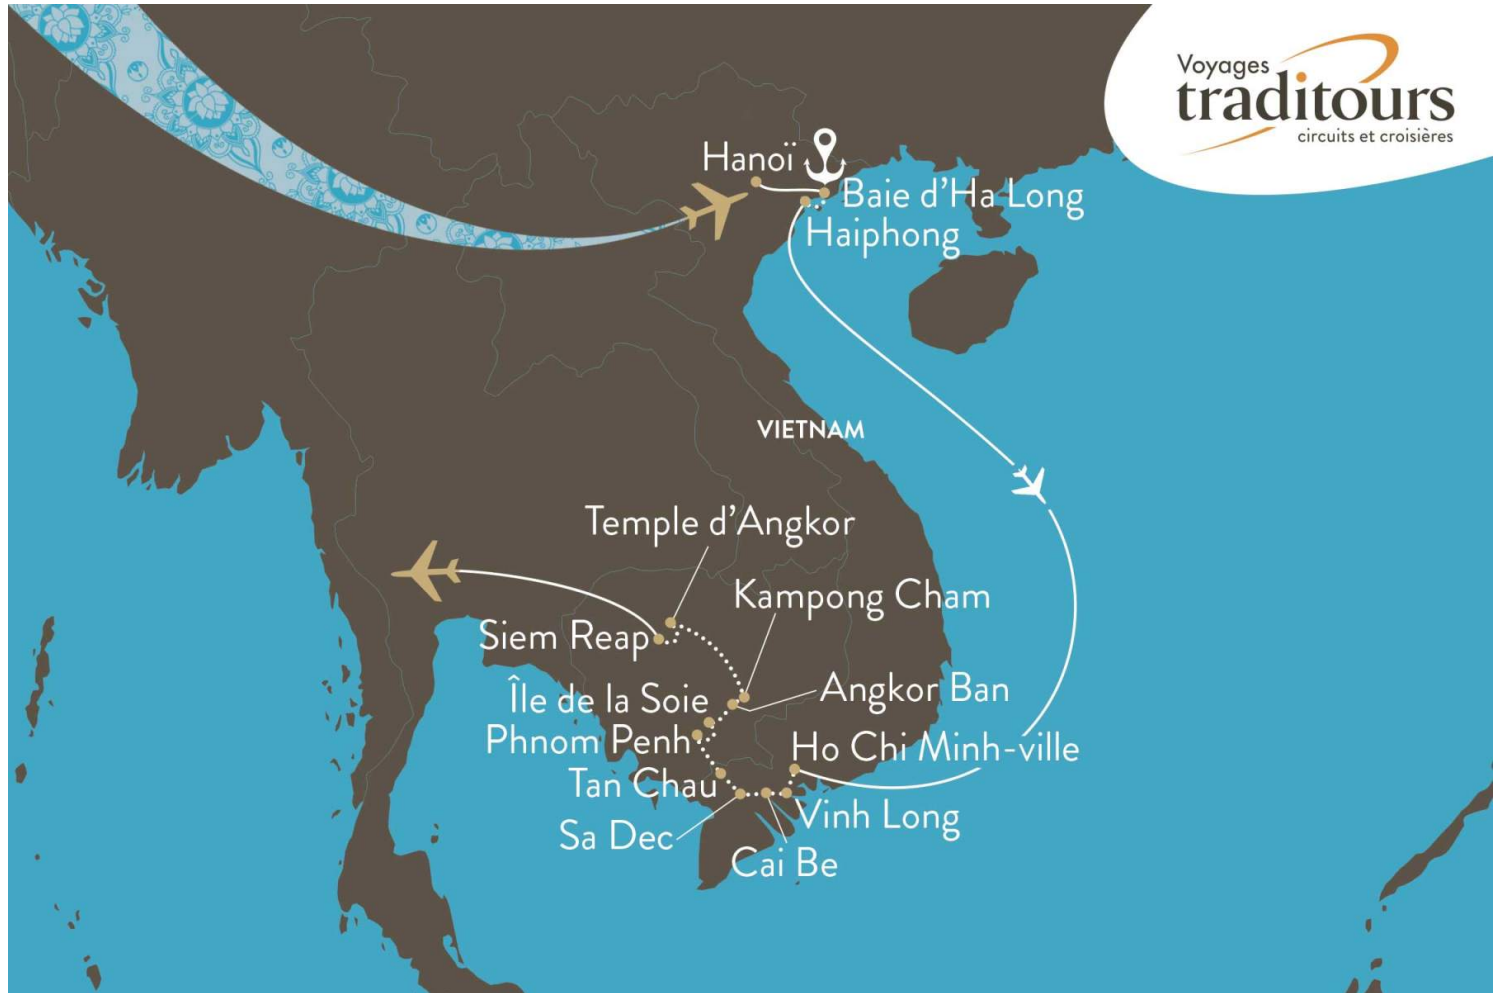 Voyages
traditours
circuits et croisières
Hanoï
Baie d'Ha Long
Haiphong
VIETNAM
Temple d'Angkor
Kampong Cham
Siem Reap
Angkor Ban
Île de la Soie
Phnom Penh
Ho Chi Minh-ville
Tan Chau
Vinh Long
Sa Dec
Cai Be